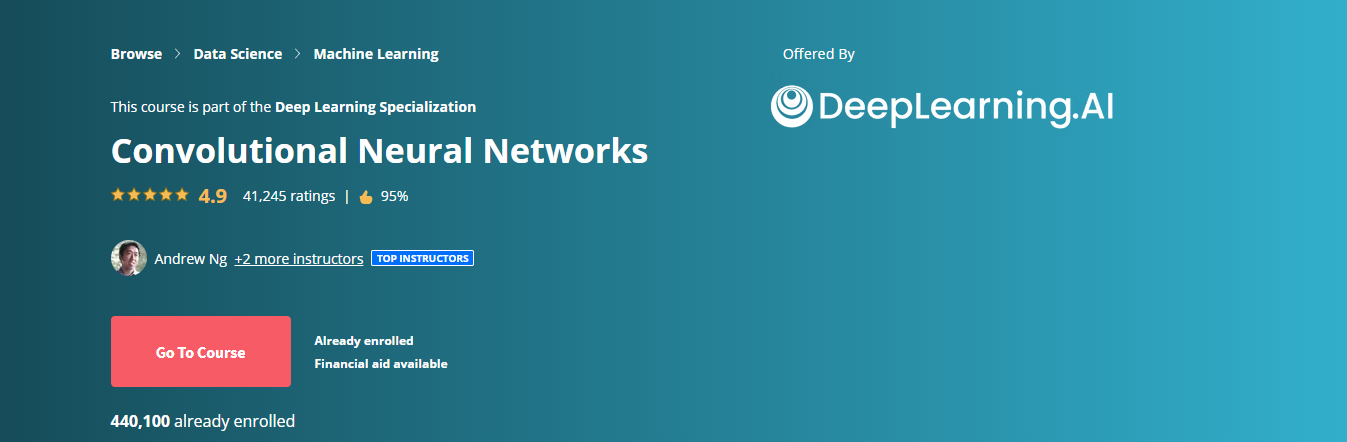 Browse > Data Science > Machine Learning
Offered By
DeepLearning.AI
This course is part of the Deep Learning Specialization
Convolutional Neural Networks
4.9 41,245 ratings | 95%
Andrew Ng +2 more instructors TOP INSTRUCTORS
Go To Course
Already enrolled
Financial aid available
440,100 already enrolled